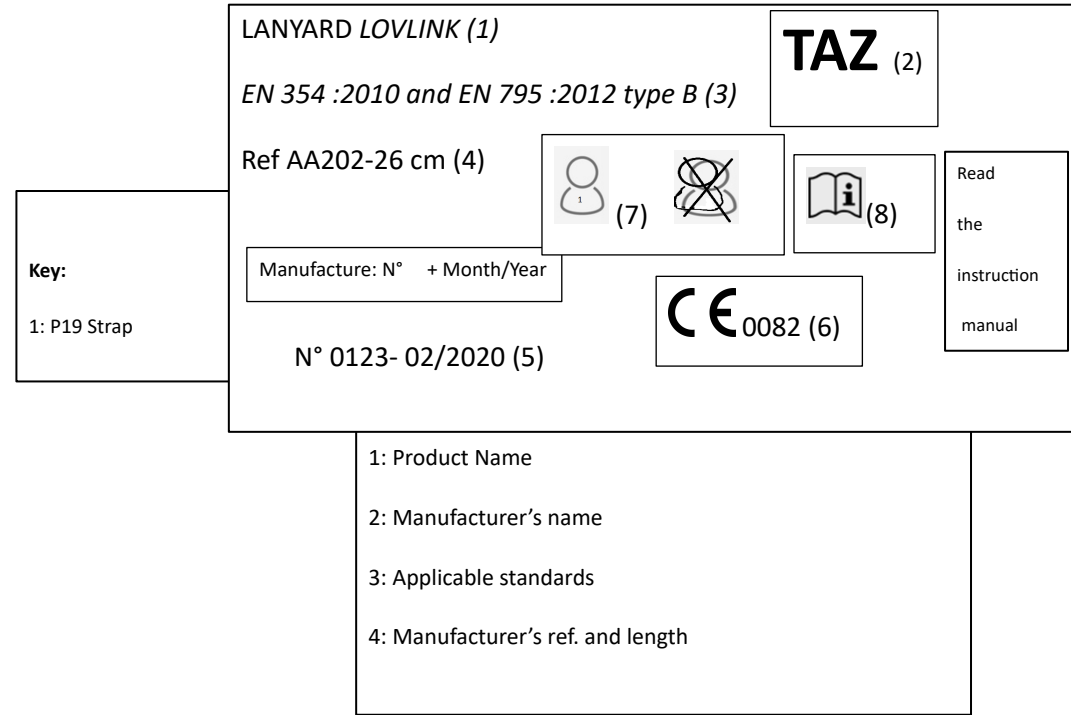 LANYARD LOVLINK (1)
TAZ (2)
EN 354 :2010 and EN 795 :2012 type B (3)
Ref AA202-26 cm (4)
1
(7)
i
(8)
Read
the
instruction
manual
Manufacture: N° + Month/Year
CE 0082 (6)
N° 0123- 02/2020 (5)
Key:
1: P19 Strap
1: Product Name
2: Manufacturer’s name
3: Applicable standards
4: Manufacturer’s ref. and length